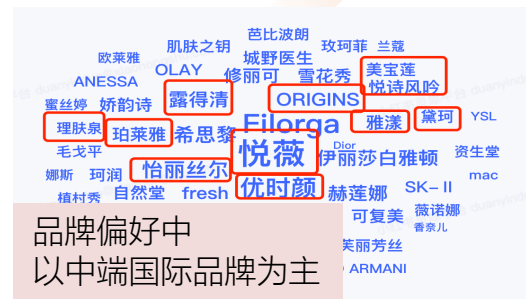 芭比波朗
欧莱雅 肌肤之钥 城野医生 玫珂菲 兰蔻
ANESSA OLAY 修丽可 雪花秀 美宝莲
蜜丝婷 娇韵诗 露得清 ORIGINS 悦诗风吟
理肤泉 珀莱雅 希思黎 Filorga 雅漾 黛珂 YSL
毛戈平 怡丽丝尔 悦薇 Dior 伊丽莎白雅顿 资生堂
娜斯 珂润 优时颜 赫莲娜 SK-II mac
植村秀 自然堂 fresh 可复美 薇诺娜
香奈儿
芙丽芳丝
ARMANI
品牌偏好中
以中端国际品牌为主